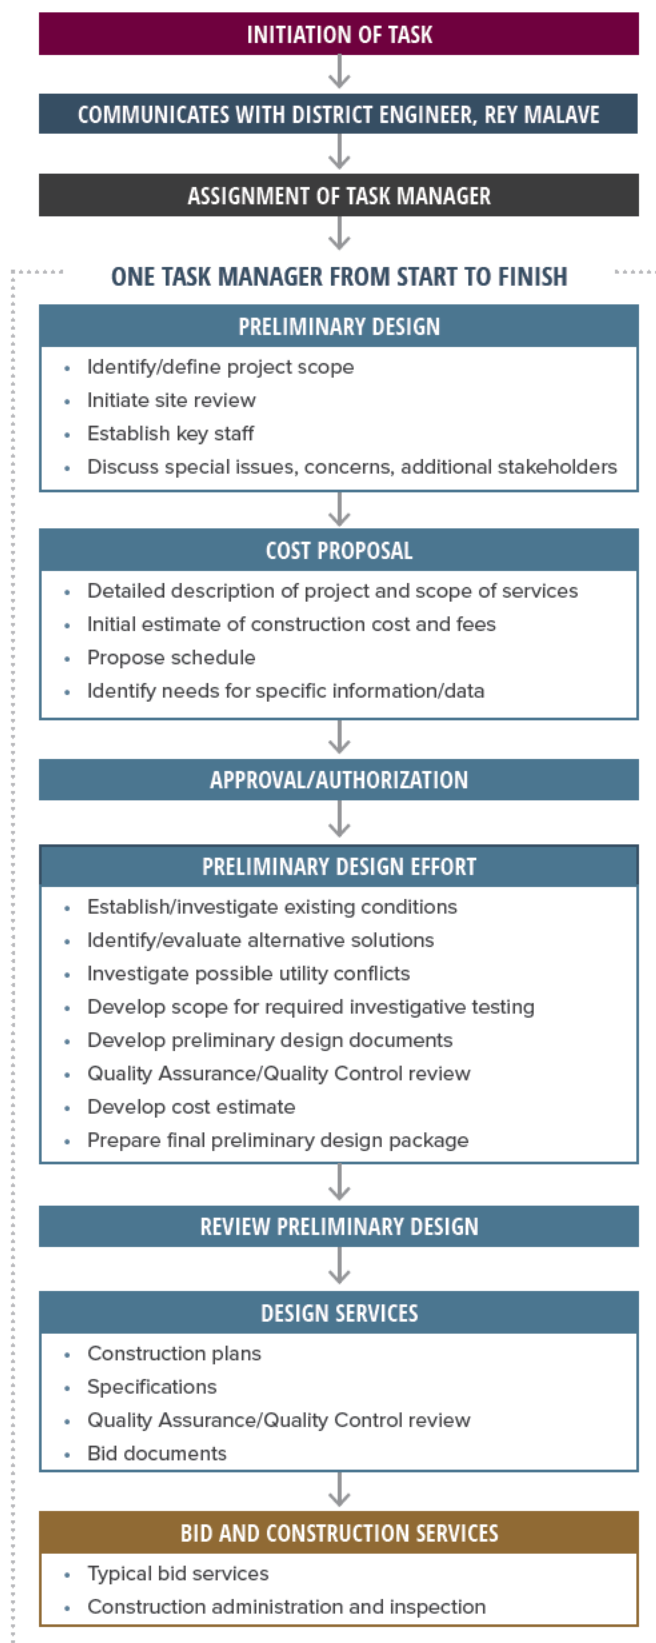 INITIATION OF TASK
COMMUNICATES WITH DISTRICT ENGINEER, REY MALAVE
ASSIGNMENT OF TASK MANAGER
ONE TASK MANAGER FROM START TO FINISH
PRELIMINARY DESIGN
• Identify/define project scope
• Initiate site review
• Establish key staff
• Discuss special issues, concerns, additional stakeholders
COST PROPOSAL
• Detailed description of project and scope of services
• Initial estimate of construction cost and fees
• Propose schedule
• Identify needs for specific information/data
APPROVAL/AUTHORIZATION
PRELIMINARY DESIGN EFFORT
• Establish/investigate existing conditions
• Identify/evaluate alternative solutions
• Investigate possible utility conflicts
• Develop scope for required investigative testing
• Develop preliminary design documents
• Quality Assurance/Quality Control review
• Develop cost estimate
• Prepare final preliminary design package
REVIEW PRELIMINARY DESIGN
DESIGN SERVICES
• Construction plans
• Specifications
• Quality Assurance/Quality Control review
• Bid documents
BID AND CONSTRUCTION SERVICES
• Typical bid services
• Construction administration and inspection